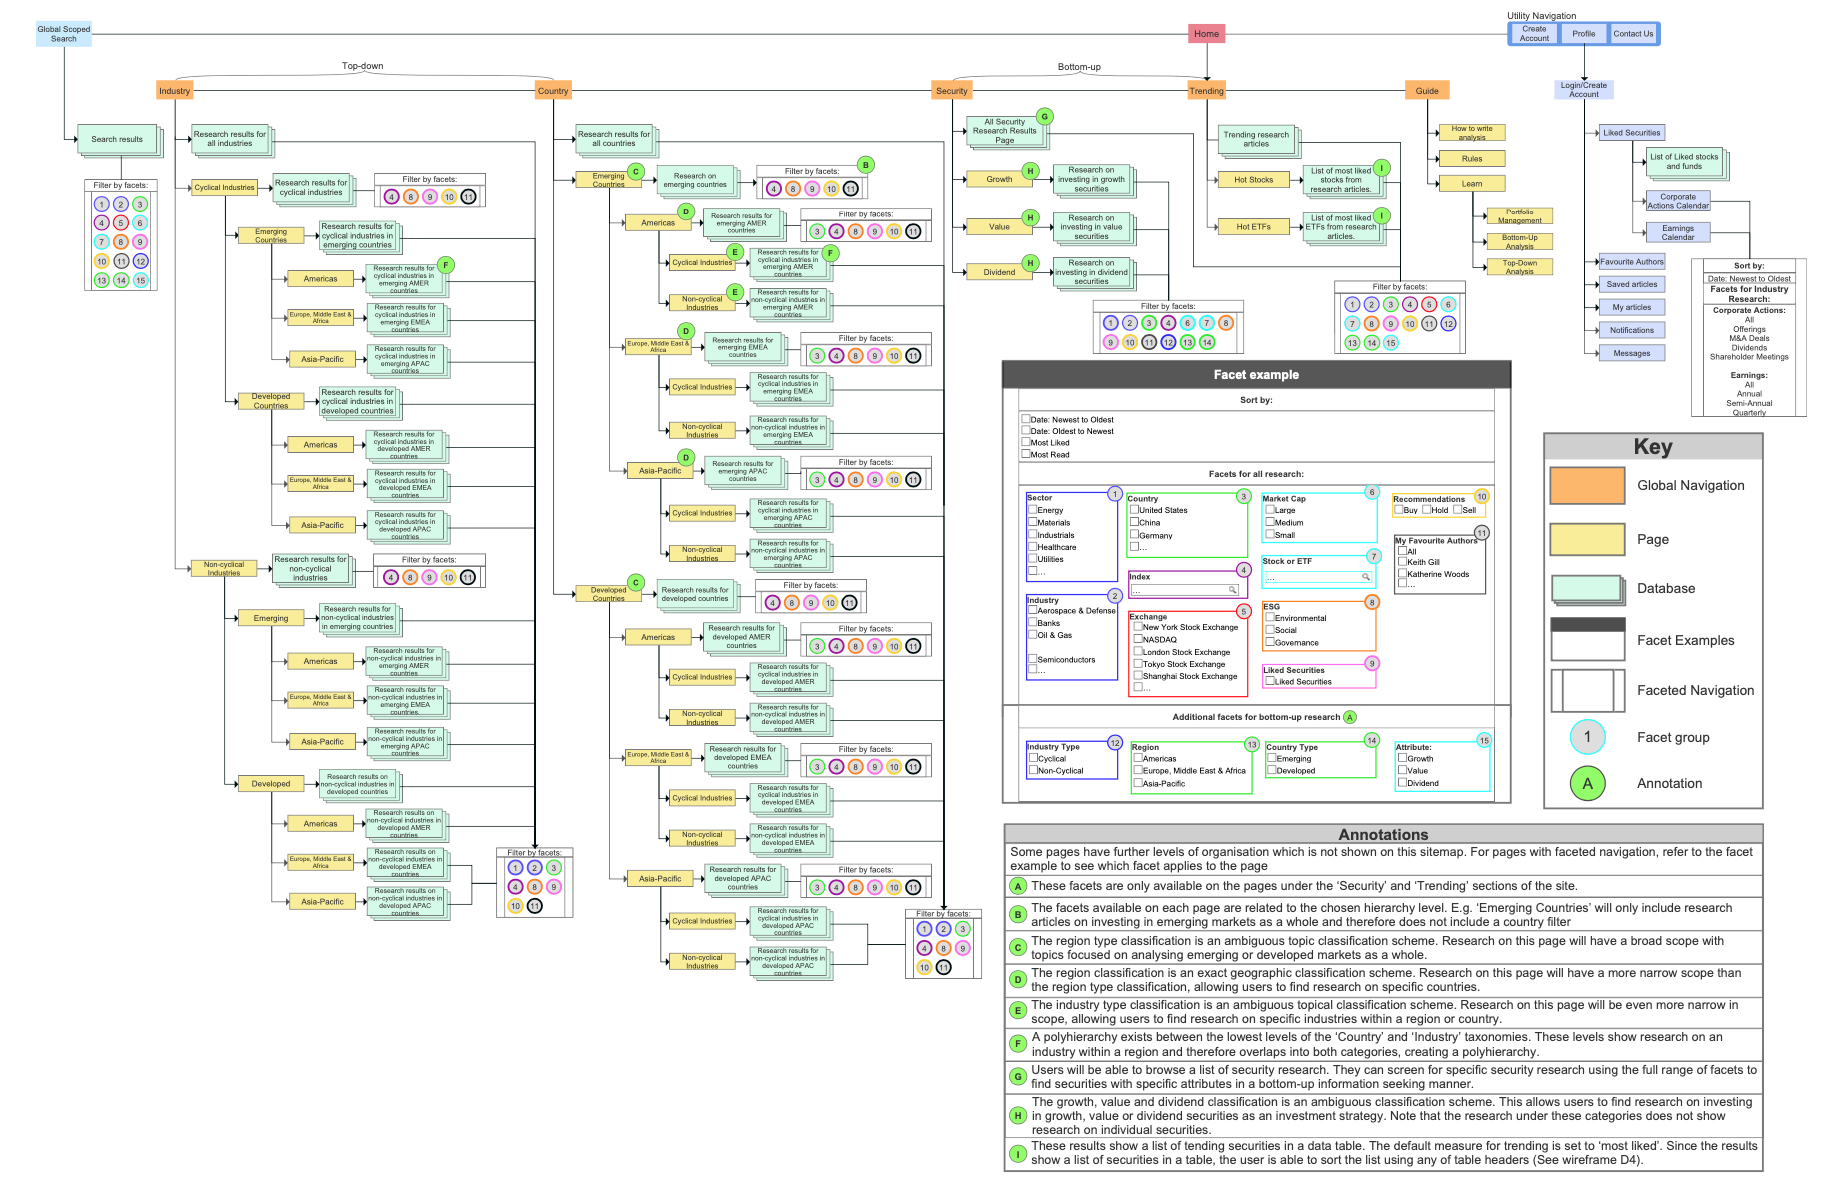 Global Scoped
Search
Home
Utility Navigation
Create
Account
Profile
Contact Us
Top-down
Bottom-up
Industry
Country
Security
Trending
Guide
Login/Create
Account
Search results
Filter by facets:
1 2 3
4 5 6
7 8 9
10 11 12
13 14 15
Research results for
all industries
Cyclical Industries
Research results for
cyclical industries
Filter by facets:
4 8 9 10 11
Emerging
Countries
Research results for
cyclical industries in
emerging countries
Americas
Research results for
cyclical industries in
emerging AMER
countries
F
Europe, Middle East &
Africa
Research results for
cyclical industries in
emerging EMEA
countries
Asia-Pacific
Research results for
cyclical industries in
emerging APAC
countries
Developed
Countries
Research results for
cyclical industries in
developed countries
Americas
Research results for
cyclical industries in
developed AMER
countries
Europe, Middle East &
Africa
Research results for
cyclical industries in
developed EMEA
countries
Asia-Pacific
Research results for
cyclical industries in
developed APAC
countries
Non-cyclical
Industries
Research results for
non-cyclical
industries
Filter by facets:
4 8 9 10 11
Emerging
Research results for
non-cyclical industries
in emerging countries
Americas
Research results for
non-cyclical industries in
emerging AMER
countries
Europe, Middle East &
Africa
Research results for
non-cyclical industries in
emerging EMEA
countries
Asia-Pacific
Research results for
non-cyclical industries in
emerging APAC
countries
Developed
Research results on
non-cyclical industries in
developed countries
Americas
Research results on
non-cyclical industries in
developed AMER
countries
Europe, Middle East &
Africa
Research results on
non-cyclical industries in
developed EMEA
countries
Asia-Pacific
Research results on
non-cyclical industries in
developed APAC
countries
Filter by facets:
1 2 3
4 8 9
10 11
Research results for
all countries
Emerging
Countries
C
Research on
emerging countries
Filter by facets:
B
4 8 9 10 11
Americas
D
Research results for
emerging AMER
countries
Filter by facets:
3 4 8 9 10 11
Cyclical Industries
E
Research results for
cyclical industries in
emerging AMER
countries
F
Non-cyclical
Industries
E
Research results for
non-cyclical industries in
emerging AMER
countries
Europe, Middle East &
Africa
D
Research results for
emerging EMEA
countries
Filter by facets:
3 4 8 9 10 11
Cyclical Industries
Research results for
cyclical industries in
emerging EMEA
countries
Non-cyclical
Industries
Research results for
non-cyclical industries in
emerging EMEA
countries
Asia-Pacific
D
Research results for
emerging APAC
countries
Filter by facets:
3 4 8 9 10 11
Cyclical Industries
Research results for
cyclical industries in
emerging APAC
countries
Non-cyclical
Industries
Research results for
non-cyclical industries in
emerging APAC
countries
Developed
Countries
C
Research results for
developed countries
Filter by facets:
4 8 9 10 11
Americas
Research results for
developed AMER
countries
Filter by facets:
3 4 8 9 10 11
Cyclical Industries
Research results for
cyclical industries in
developed AMER
countries
Non-cyclical
Industries
Research results for
non-cyclical industries in
developed AMER
countries
Europe, Middle East &
Africa
Research results for
developed EMEA
countries
Filter by facets:
3 4 8 9 10 11
Cyclical Industries
Research results for
cyclical industries in
developed EMEA
countries
Non-cyclical
Industries
Research results for
non-cyclical industries in
developed EMEA
countries
Asia-Pacific
Research results for
developed APAC
countries
Filter by facets:
3 4 8 9 10 11
Cyclical Industries
Research results for
cyclical industries in
developed APAC
countries
Non-cyclical
Industries
Research results for
non-cyclical industries in
developed APAC
countries
Filter by facets:
1 2 3
4 8 9
10 11
All Security
Research Results
Page
G
Growth
H
Research on
investing in growth
securities
Value
H
Research on
investing in value
securities
Dividend
H
Research on
investing in dividend
securities
Filter by facets:
1 2 3 4 6 7 8
9 10 11 12 13 14
Trending research
articles
Hot Stocks
List of most liked
stocks from
research articles.
I
Hot ETFs
List of most liked
ETFs from research
articles.
I
Filter by facets:
1 2 3 4 5 6
7 8 9 10 11 12
13 14 15
How to write
analysis
Rules
Learn
Portfolio
Management
Bottom-Up
Analysis
Top-Down
Analysis
Liked Securities
List of Liked stocks
and funds
Corporate
Actions Calendar
Earnings
Calendar
Favourite Authors
Saved articles
My articles
Notifications
Messages
Sort by:
Date: Newest to Oldest
Facets for Industry
Research:
Corporate Actions:
All
Offerings
M&A Deals
Dividends
Shareholder Meetings
Earnings:
All
Annual
Semi-Annual
Quarterly
Facet example
Sort by:
Date: Newest to Oldest
Date: Oldest to Newest
Most Liked
Most Read
Facets for all research:
Sector
1
Energy
Materials
Industrials
Healthcare
Utilities
...
Industry
2
Aerospace & Defense
Banks
Oil & Gas
Semiconductors
...
Country
3
United States
China
Germany
...
Index
4
...
Exchange
5
New York Stock Exchange
NASDAQ
London Stock Exchange
Tokyo Stock Exchange
Shanghai Stock Exchange
...
Market Cap
6
Large
Medium
Small
Stock or ETF
7
...
ESG
8
Environmental
Social
Governance
Liked Securities
9
Liked Securities
Recommendations
10
Buy Hold Sell
My Favourite Authors
11
All
Keith Gill
Katherine Woods
...
Additional facets for bottom-up research A
Industry Type
12
Cyclical
Non-Cyclical
Region
13
Americas
Europe, Middle East & Africa
Asia-Pacific
Country Type
14
Emerging
Developed
Attribute:
15
Growth
Value
Dividend
Key
Global Navigation
Page
Database
Facet Examples
Faceted Navigation
1
Facet group
A
Annotation
Annotations
Some pages have further levels of organisation which is not shown on this sitemap. For pages with faceted navigation, refer to the facet
example to see which facet applies to the page
A These facets are only available on the pages under the ‘Security’ and ‘Trending’ sections of the site.
B The facets available on each page are related to the chosen hierarchy level. E.g. ‘Emerging Countries’ will only include research
articles on investing in emerging markets as a whole and therefore does not include a country filter
C The region type classification is an ambiguous topic classification scheme. Research on this page will have a broad scope with
topics focused on analysing emerging or developed markets as a whole.
D The region classification is an exact geographic classification scheme. Research on this page will have a more narrow scope than
the region type classification, allowing users to find research on specific countries.
E The industry type classification is an ambiguous topical classification scheme. Research on this page will be even more narrow in
scope, allowing users to find research on specific industries within a region or country.
F A polyhierarchy exists between the lowest levels of the ‘Country’ and ‘Industry’ taxonomies. These levels show research on an
industry within a region and therefore overlaps into both categories, creating a polyhierarchy.
G Users will be able to browse a list of security research. They can screen for specific security research using the full range of facets to
find securities with specific attributes in a bottom-up information seeking manner.
H The growth, value and dividend classification is an ambiguous classification scheme. This allows users to find research on investing
in growth, value or dividend securities as an investment strategy. Note that the research under these categories does not show
research on individual securities.
I These results show a list of tending securities in a data table. The default measure for trending is set to ‘most liked’. Since the results
show a list of securities in a table, the user is able to sort the list using any of table headers (See wireframe D4).